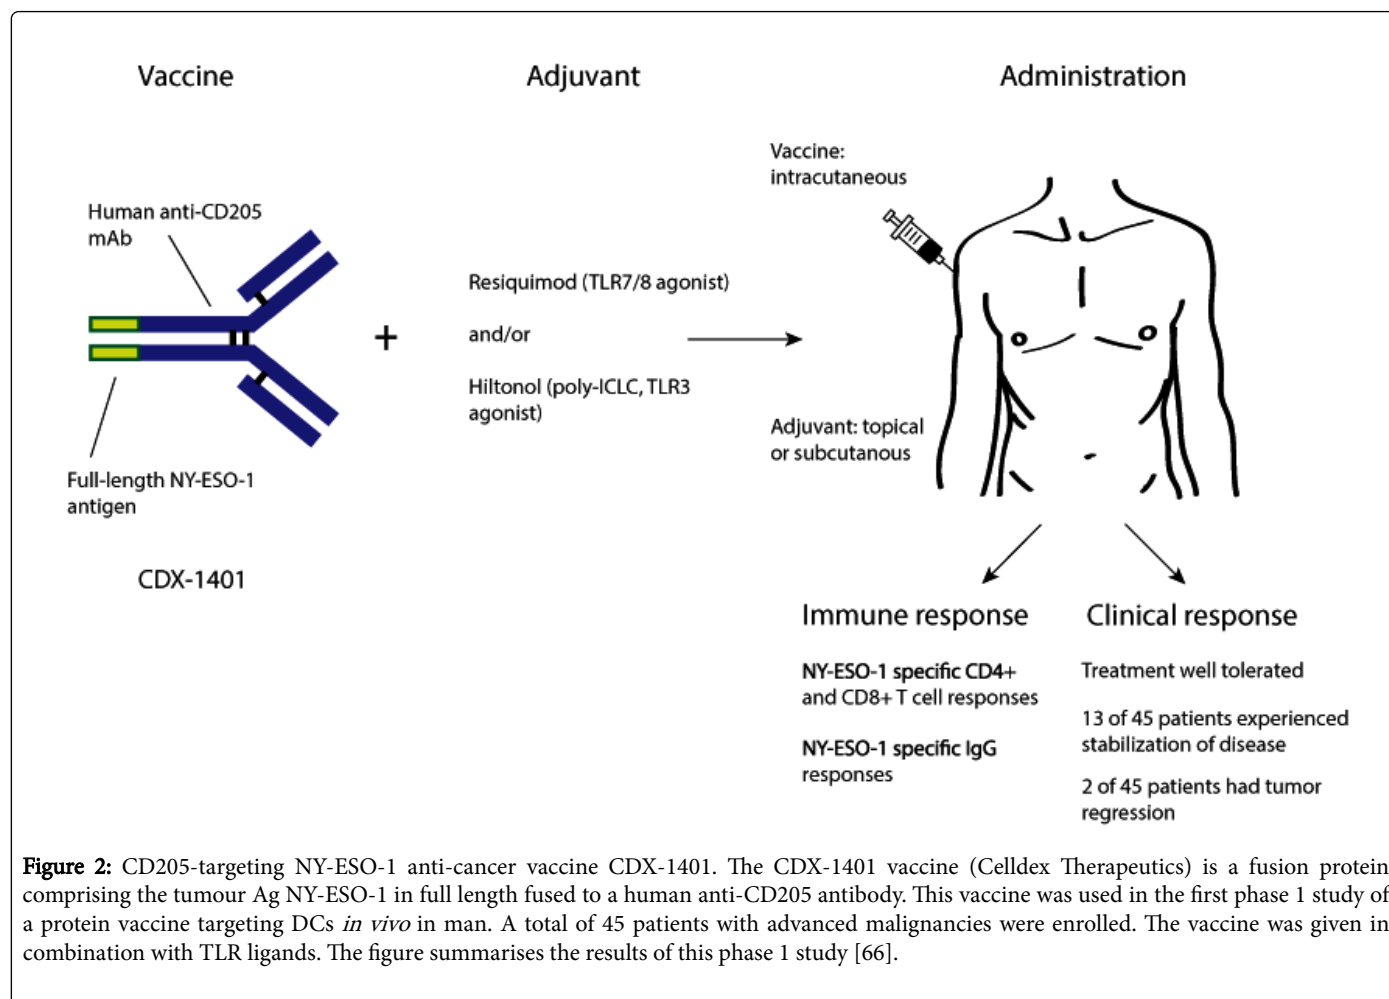 Vaccine
Adjuvant
Administration
Human anti-CD205
mAb
Full-length NY-ESO-1
antigen
CDX-1401
+
Resiquimod (TLR7/8 agonist)
and/or
Hiltonol (poly-ICLC, TLR3
agonist)
Vaccine:
intracutaneous
Adjuvant: topical
or subcutanous
Immune response
NY-ESO-1 specific CD4+
and CD8+ T cell responses
NY-ESO-1 specific IgG
responses
Clinical response
Treatment well tolerated
13 of 45 patients experienced
stabilization of disease
2 of 45 patients had tumor
regression
Figure 2: CD205-targeting NY-ESO-1 anti-cancer vaccine CDX-1401. The CDX-1401 vaccine (Celldex Therapeutics) is a fusion protein
comprising the tumour Ag NY-ESO-1 in full length fused to a human anti-CD205 antibody. This vaccine was used in the first phase 1 study of
a protein vaccine targeting DCs in vivo in man. A total of 45 patients with advanced malignancies were enrolled. The vaccine was given in
combination with TLR ligands. The figure summarises the results of this phase 1 study [66].